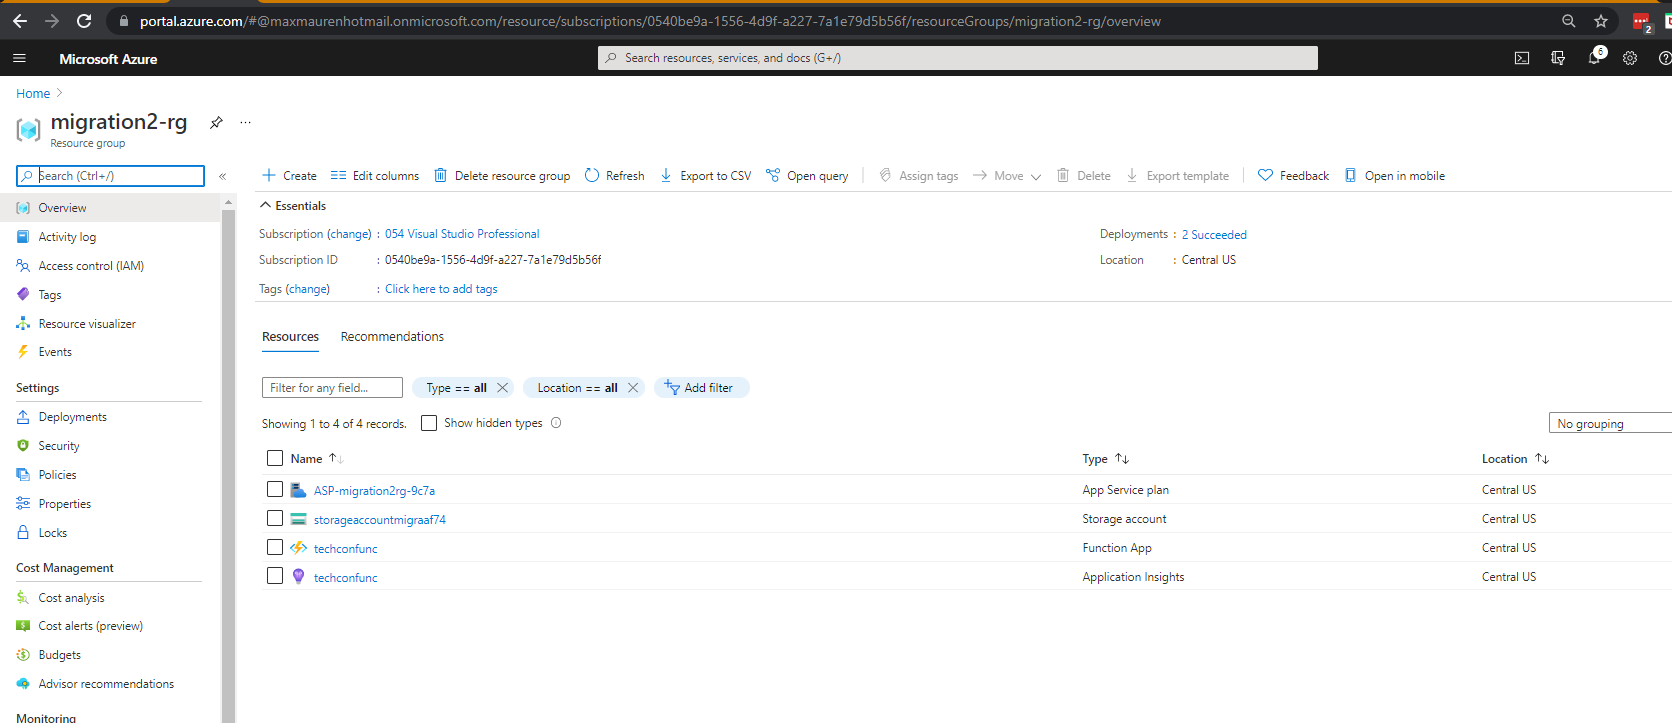 portal.azure.com/#@maxmaurenhotmail.onmicrosoft.com/resource/subscriptions/0540be9a-1556-4d9f-a227-7a1e79d5b56f/resourceGroups/migration2-rg/overview
2
Microsoft Azure
Search resources, services, and docs (G+/)
6
Home
migration2-rg
Resource group
Search (Ctrl+/)
Create
Edit columns
Delete resource group
Refresh
Export to CSV
Open query
Assign tags
Move
Delete
Export template
Feedback
Open in mobile
Overview
Activity log
Access control (IAM)
Tags
Resource visualizer
Events
Settings
Deployments
Security
Policies
Properties
Locks
Cost Management
Cost analysis
Cost alerts (preview)
Budgets
Advisor recommendations
Monitoring
Essentials
Subscription (change) : 054 Visual Studio Professional
Deployments : 2 Succeeded
Subscription ID : 0540be9a-1556-4d9f-a227-7a1e79d5b56f
Location : Central US
Tags (change) : Click here to add tags
Resources Recommendations
Filter for any field...
Type == all
Location == all
Add filter
Showing 1 to 4 of 4 records.
Show hidden types
No grouping
Name Type Location
ASP-migration2rg-9c7a App Service plan Central US
storageaccountmigraaf74 Storage account Central US
techconfunc Function App Central US
techconfunc Application Insights Central US